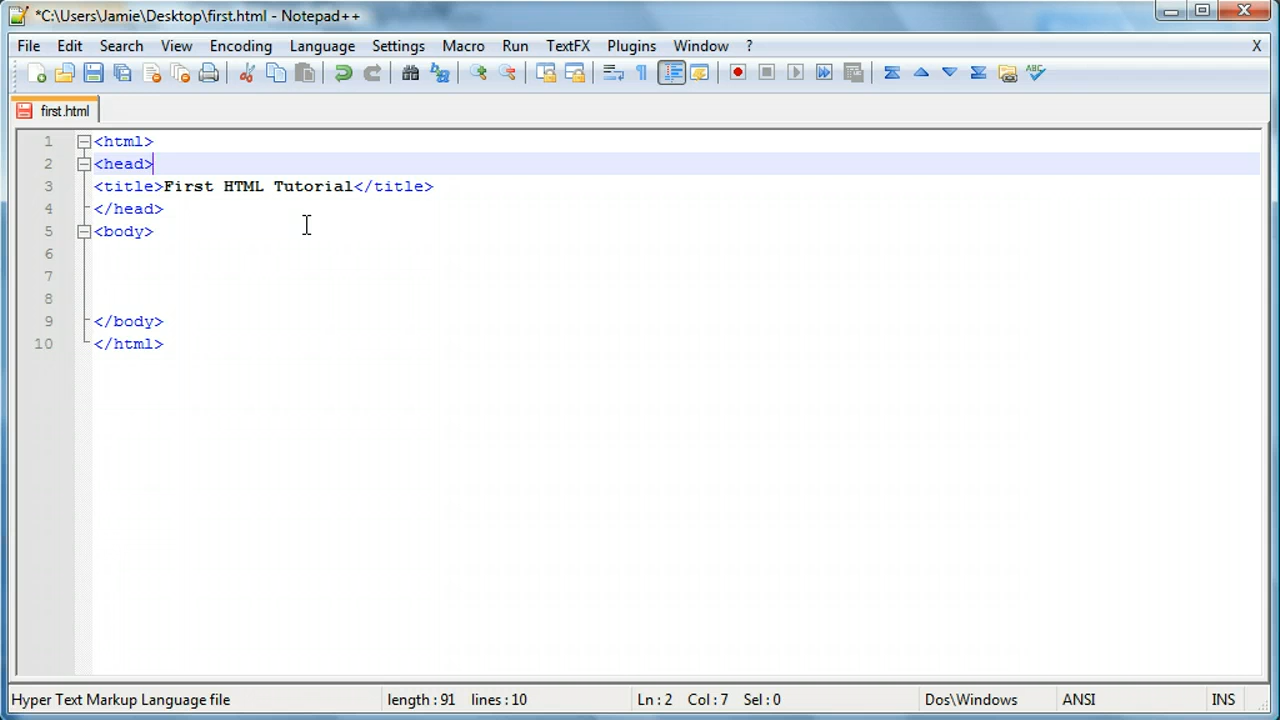 *C:\Users\Jamie\Desktop\first.html - Notepad++
File Edit Search View Encoding Language Settings Macro Run TextFX Plugins Window ? X
ABC
first.html
1 <html>
2 <head>
3 <title>First HTML Tutorial</title>
4 </head>
5 <body>
6
7
8
9 </body>
10 </html>
Hyper Text Markup Language file length : 91 lines : 10 Ln : 2 Col : 7 Sel : 0 Dos\Windows ANSI INS